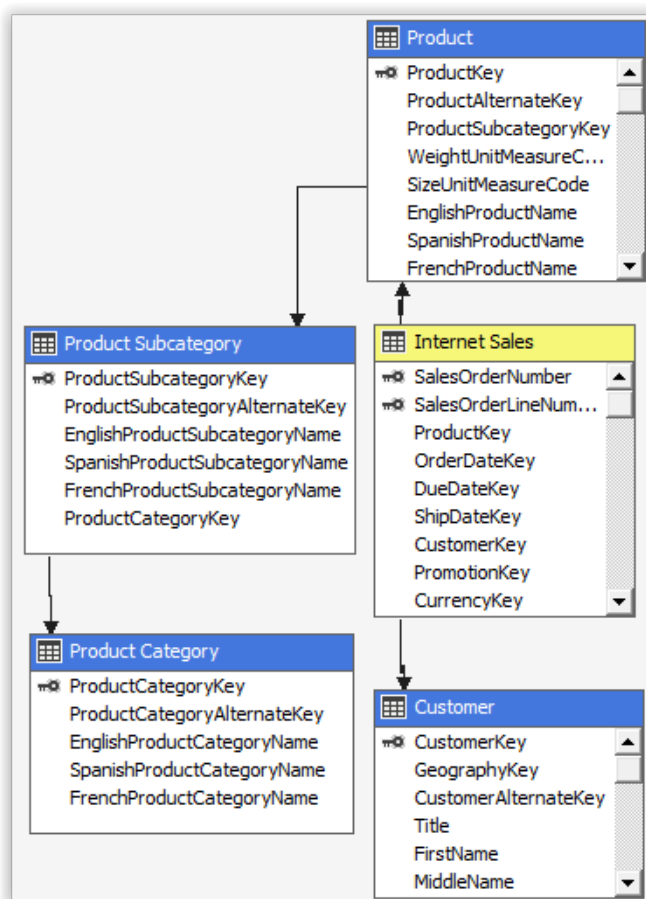 Product
ProductKey
ProductAlternateKey
ProductSubcategoryKey
WeightUnitMeasureC...
SizeUnitMeasureCode
EnglishProductName
SpanishProductName
FrenchProductName
Product Subcategory
ProductSubcategoryKey
ProductSubcategoryAlternateKey
EnglishProductSubcategoryName
SpanishProductSubcategoryName
FrenchProductSubcategoryName
ProductCategoryKey
Internet Sales
SalesOrderNumber
SalesOrderLineNum...
ProductKey
OrderDateKey
DueDateKey
ShipDateKey
CustomerKey
PromotionKey
CurrencyKey
Product Category
ProductCategoryKey
ProductCategoryAlternateKey
EnglishProductCategoryName
SpanishProductCategoryName
FrenchProductCategoryName
Customer
CustomerKey
GeographyKey
CustomerAlternateKey
Title
FirstName
MiddleName